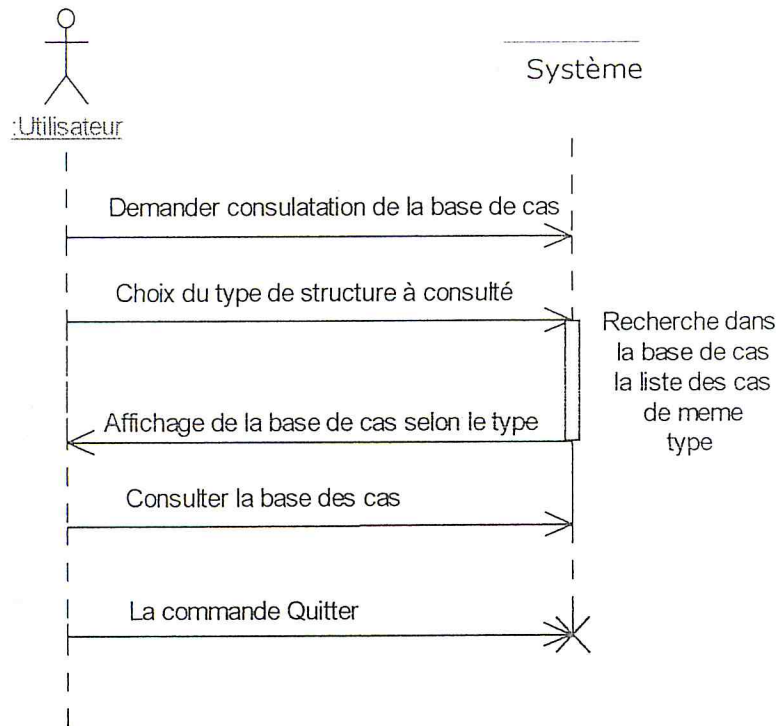 Système
:Utilisateur
Demander consulatation de la base de cas
Choix du type de structure à consulté
Recherche dans
la base de cas
la liste des cas
de meme
type
Affichage de la base de cas selon le type
Consulter la base des cas
La commande Quitter